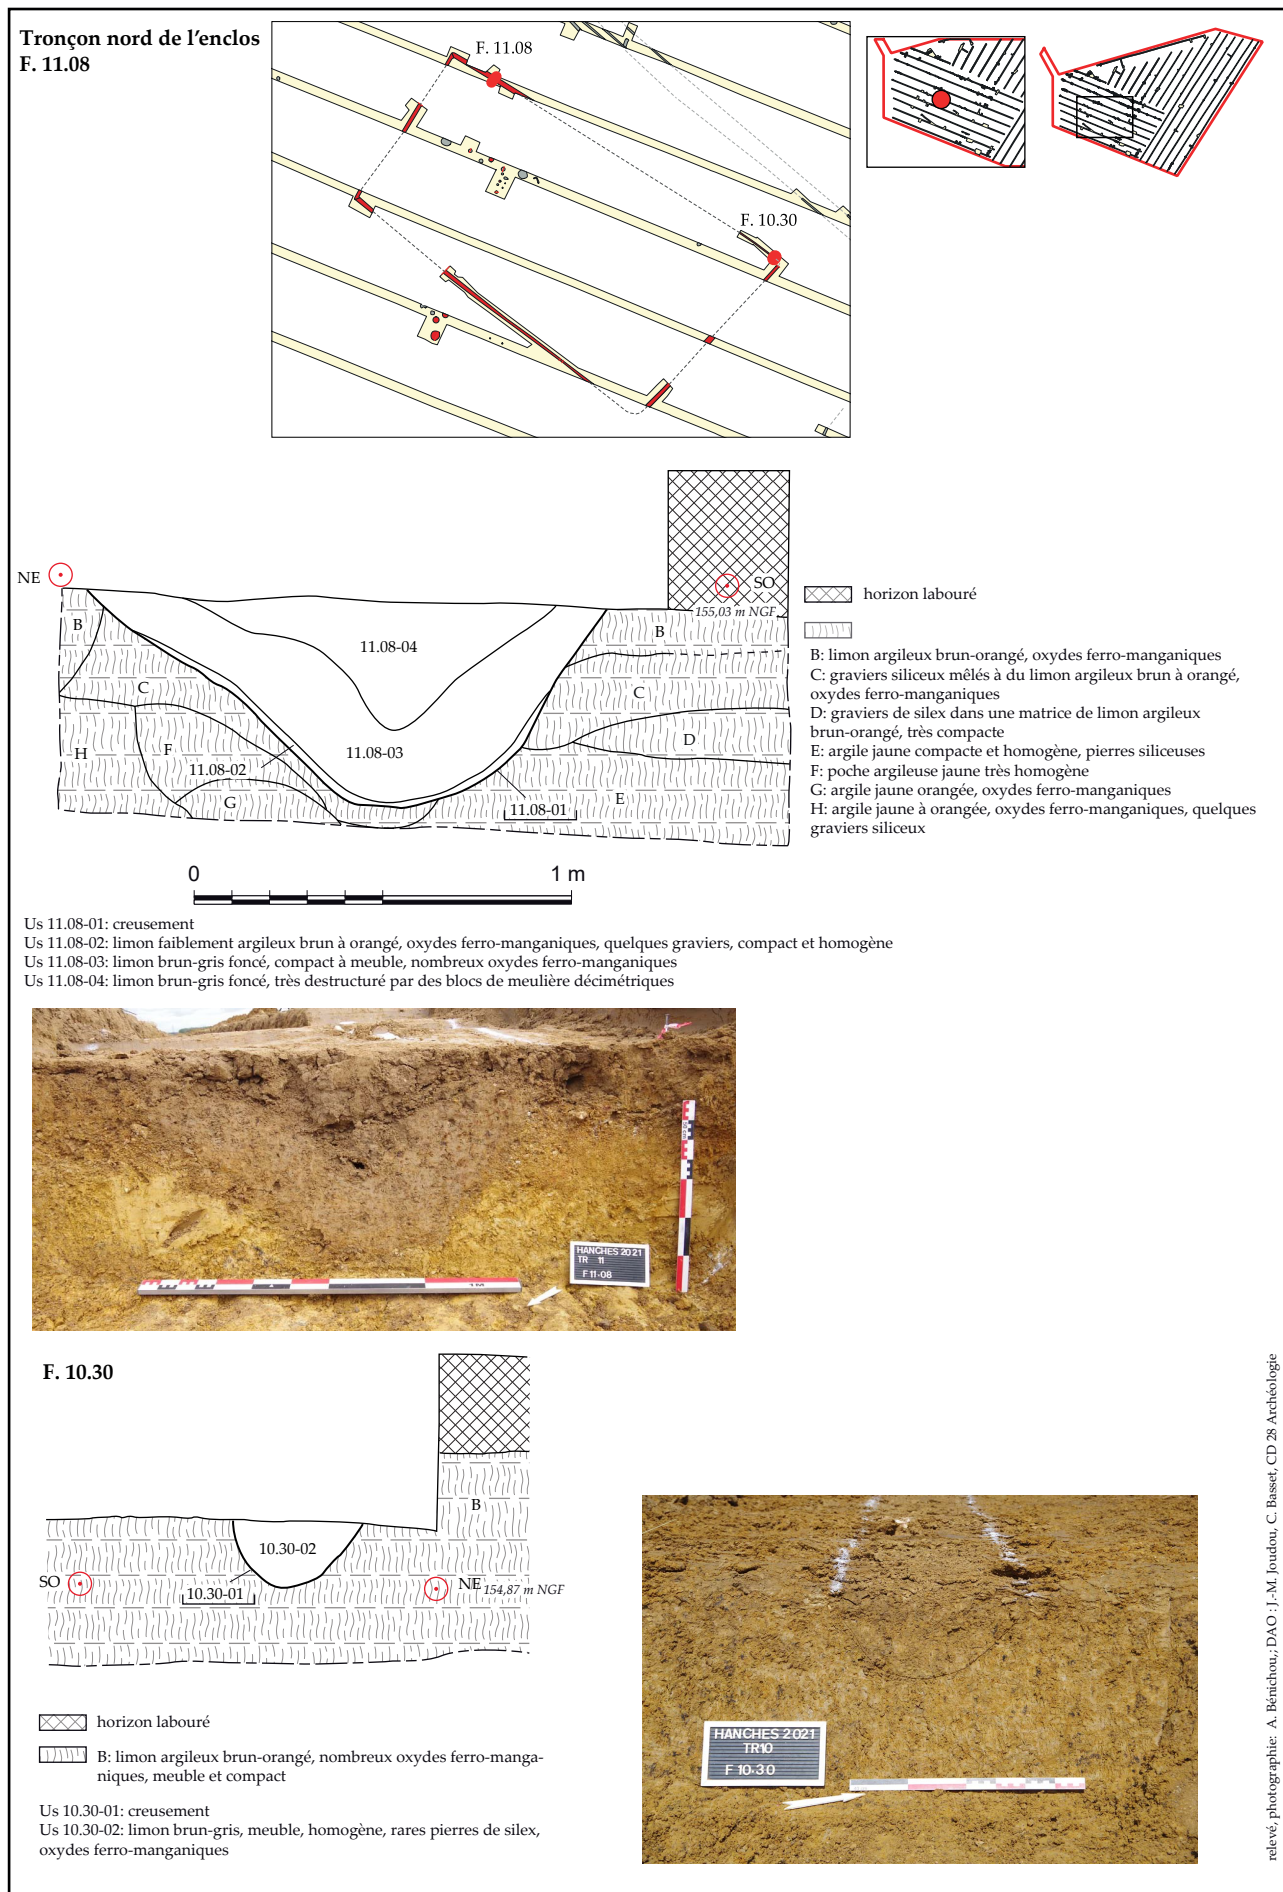 Tronçon nord de l'enclos
F. 11.08
F. 11.08
F. 10.30
NE
SO
155,03 m NGF
B
B
C
C
D
E
F
G
H
11.08-04
11.08-03
11.08-02
11.08-01
horizon labouré
B: limon argileux brun-orangé, oxydes ferro-manganiques
C: graviers siliceux mêlés à du limon argileux brun à orangé,
oxydes ferro-manganiques
D: graviers de silex dans une matrice de limon argileux
brun-orangé, très compacte
E: argile jaune compacte et homogène, pierres siliceuses
F: poche argileuse jaune très homogène
G: argile jaune orangée, oxydes ferro-manganiques
H: argile jaune à orangée, oxydes ferro-manganiques, quelques
graviers siliceux
0 1 m
Us 11.08-01: creusement
Us 11.08-02: limon faiblement argileux brun à orangé, oxydes ferro-manganiques, quelques graviers, compact et homogène
Us 11.08-03: limon brun-gris foncé, compact à meuble, nombreux oxydes ferro-manganiques
Us 11.08-04: limon brun-gris foncé, très destructuré par des blocs de meulière décimétriques
HANCHES 2021
TR 11
F 11·08
F. 10.30
B
10.30-02
10.30-01
SO
NE
154,87 m NGF
horizon labouré
B: limon argileux brun-orangé, nombreux oxydes ferro-manga-
niques, meuble et compact
Us 10.30-01: creusement
Us 10.30-02: limon brun-gris, meuble, homogène, rares pierres de silex,
oxydes ferro-manganiques
HANCHES 2021
TR10
F 10·30
relevé, photographie: A. Bénichou,; DAO : J.-M. Joudou, C. Basset, CD 28 Archéologie